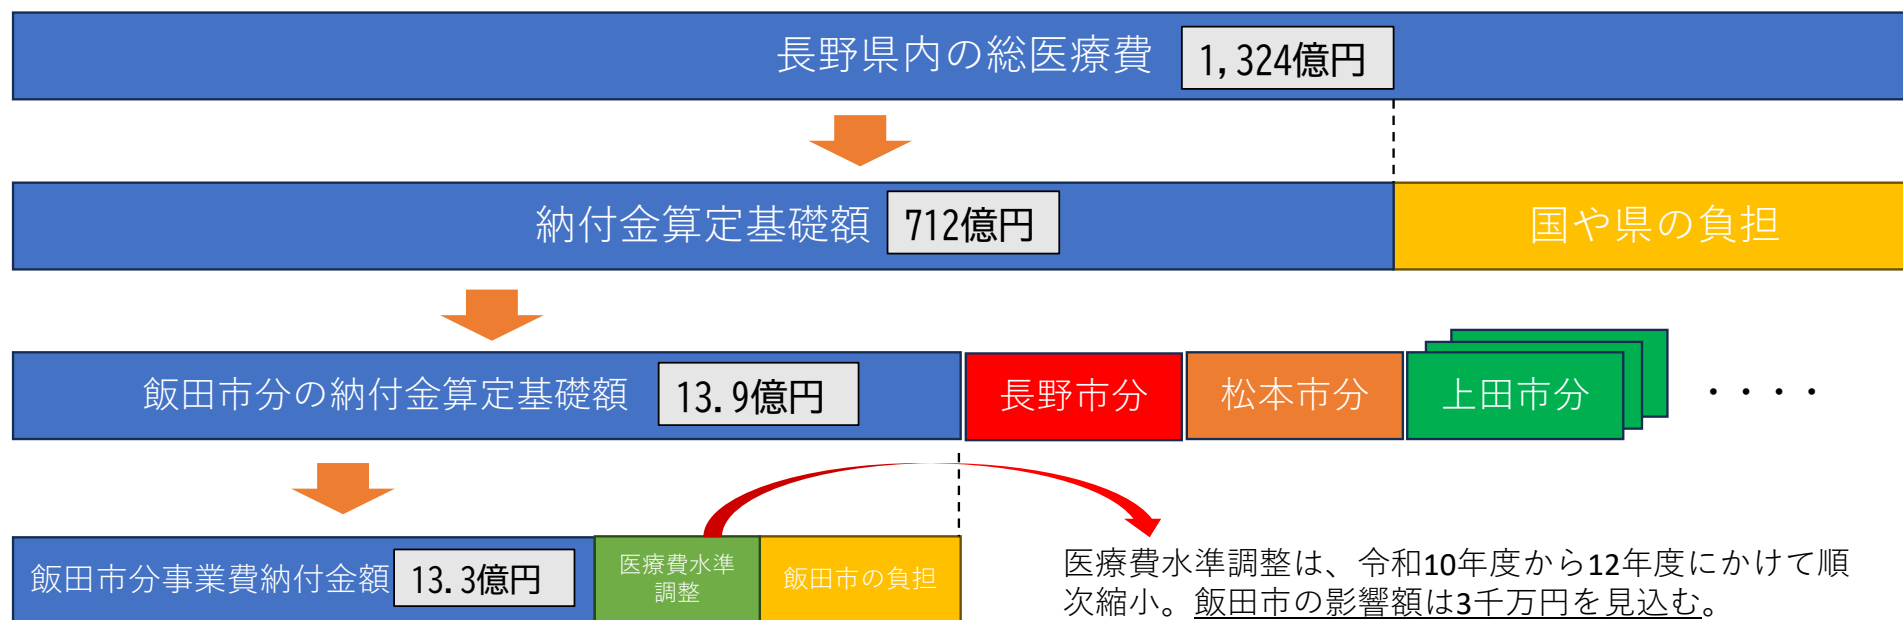 長野県内の総医療費 1,324億円
納付金算定基礎額 712億円 国や県の負担
飯田市分の納付金算定基礎額 13.9億円 長野市分 松本市分 上田市分 ・・・・
飯田市分事業費納付金額 13.3億円
医療費水準
調整
飯田市の負担
医療費水準調整は、令和10年度から12年度にかけて順
次縮小。飯田市の影響額は3千万円を見込む。